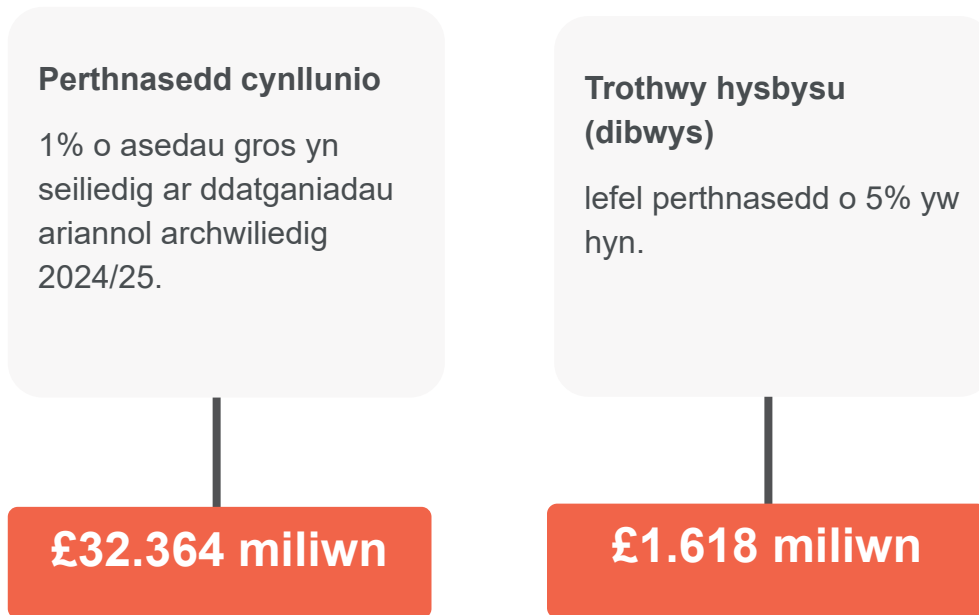 Perthnasedd cynllunio
1% o asedau gros yn
seiliedig ar ddatganiadau
ariannol archwiliedig
2024/25.
£32.364 miliwn
Trothwy hysbysu
(dibwys)
lefel perthnasedd o 5% yw
hyn.
£1.618 miliwn